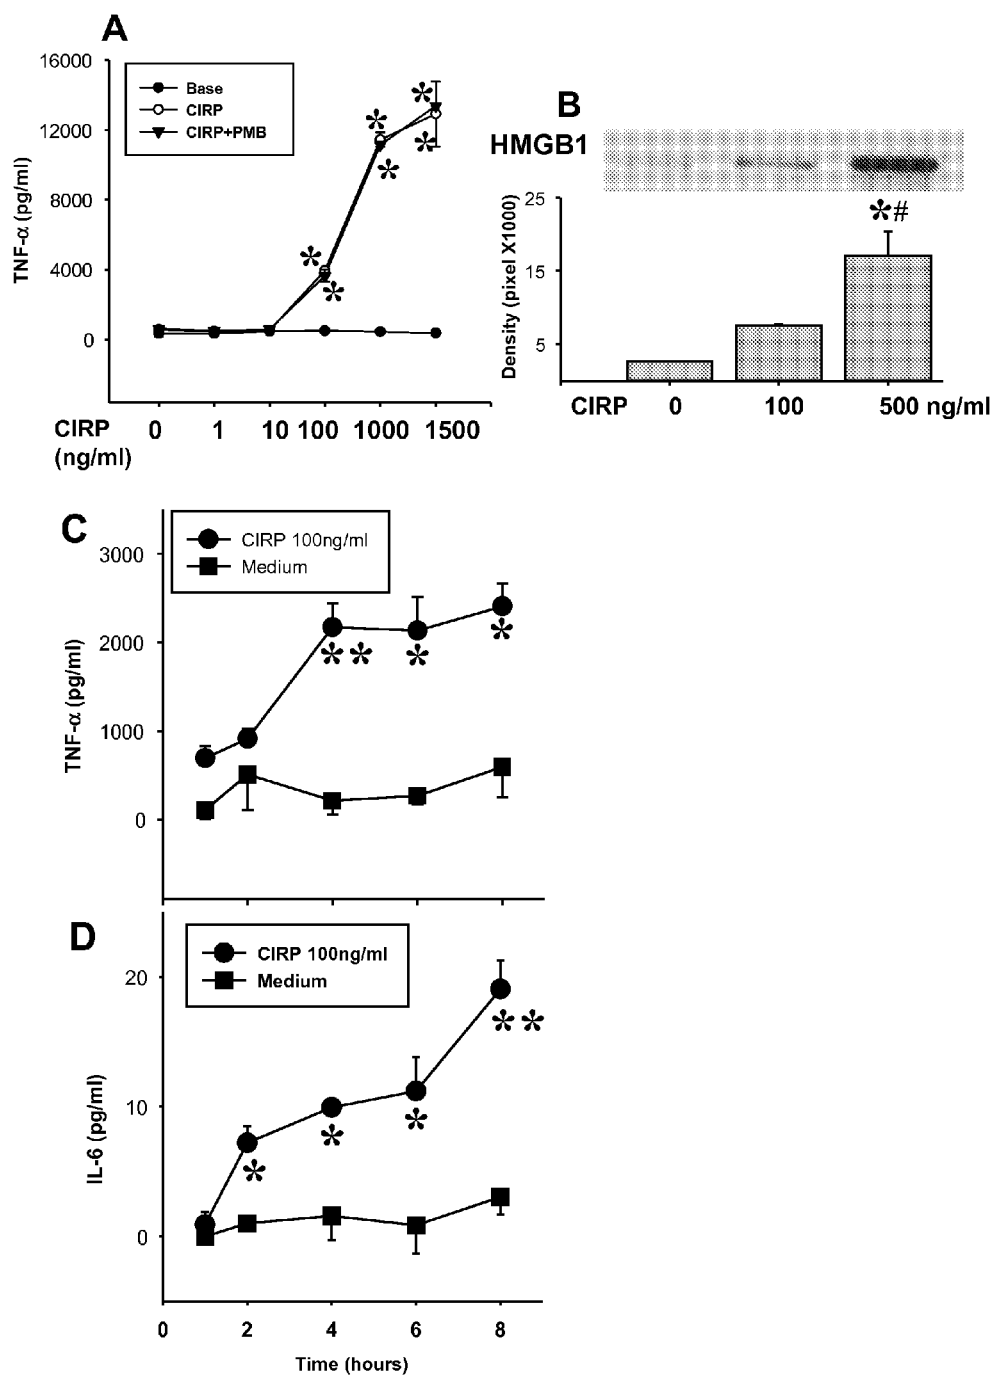 A
16000
12000
8000
4000
0
TNF-α (pg/ml)
Base
CIRP
CIRP+PMB
*
*
*
*
*
*
CIRP 0 1 10 100 1000 1500
(ng/ml)
B
HMGB1
25
15
5
Density (pixel X1000)
*#
CIRP 0 100 500 ng/ml
C
CIRP 100ng/ml
Medium
3000
2000
1000
0
TNF-α (pg/ml)
**
*
*
D
CIRP 100ng/ml
Medium
20
10
0
IL-6 (pg/ml)
*
*
*
**
0 2 4 6 8
Time (hours)